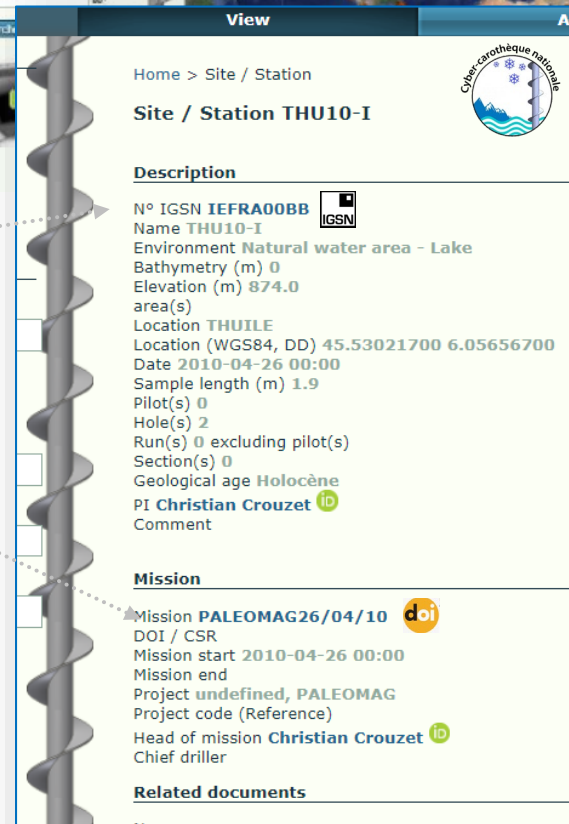 View
Home > Site / Station
Cyber-carothèque nationale
Site / Station THU10-I
Description
N° IGSN IEFRA00BB IGSN
Name THU10-I
Environment Natural water area - Lake
Bathymetry (m) 0
Elevation (m) 874.0
area(s)
Location THUILE
Location (WGS84, DD) 45.53021700 6.05656700
Date 2010-04-26 00:00
Sample length (m) 1.9
Pilot(s) 0
Hole(s) 2
Run(s) 0 excluding pilot(s)
Section(s) 0
Geological age Holocène
PI Christian Crouzet iD
Comment
Mission
Mission PALEOMAG26/04/10 doi
DOI / CSR
Mission start 2010-04-26 00:00
Mission end
Project undefined, PALEOMAG
Project code (Reference)
Head of mission Christian Crouzet iD
Chief driller
Related documents